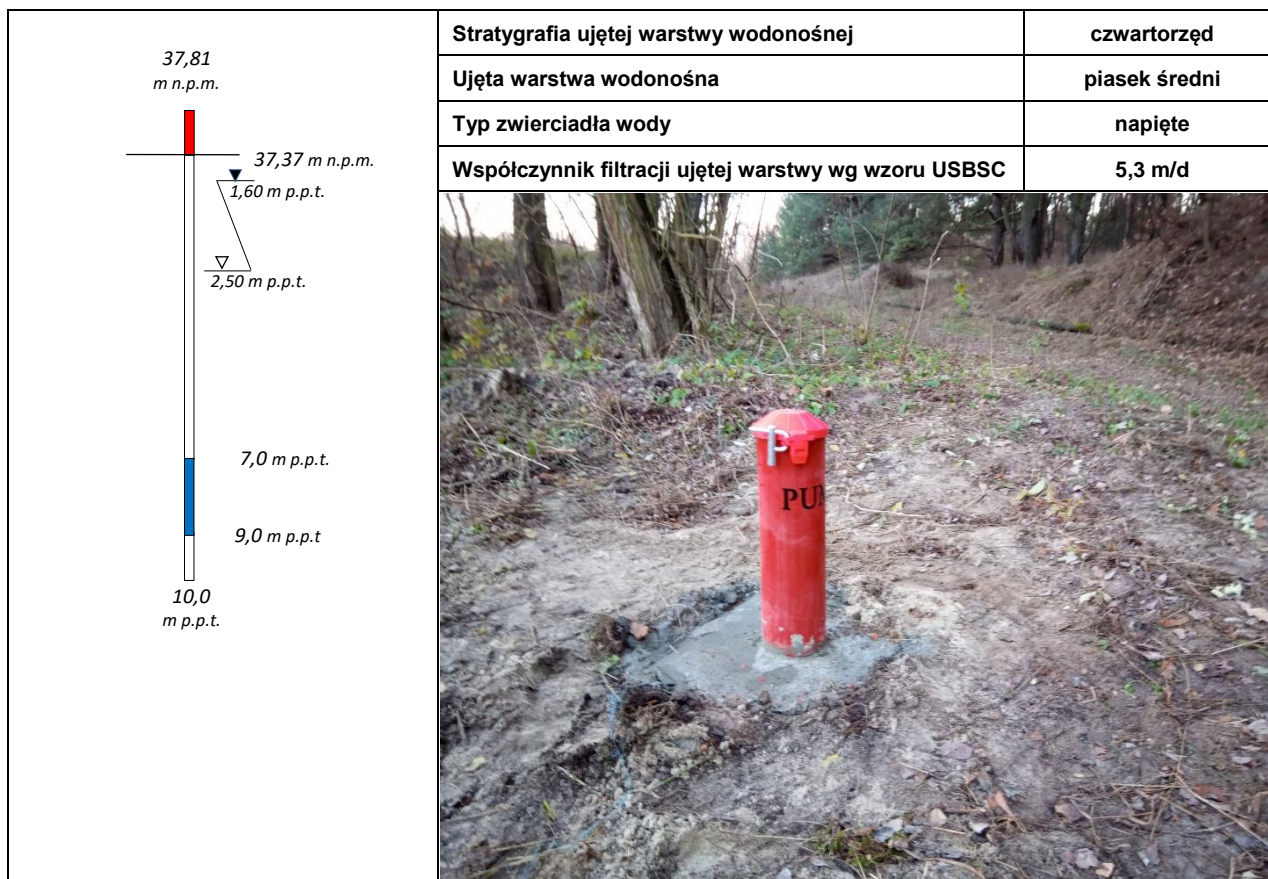 37,81
m n.p.m.
37,37 m n.p.m.
1,60 m p.p.t.
2,50 m p.p.t.
7,0 m p.p.t.
9,0 m p.p.t
10,0
m p.p.t.
Stratygrafia ujętej warstwy wodonośnej czwartorzęd
Ujęta warstwa wodonośna piasek średni
Typ zwierciadła wody napięte
Współczynnik filtracji ujętej warstwy wg wzoru USBSC 5,3 m/d
PUN